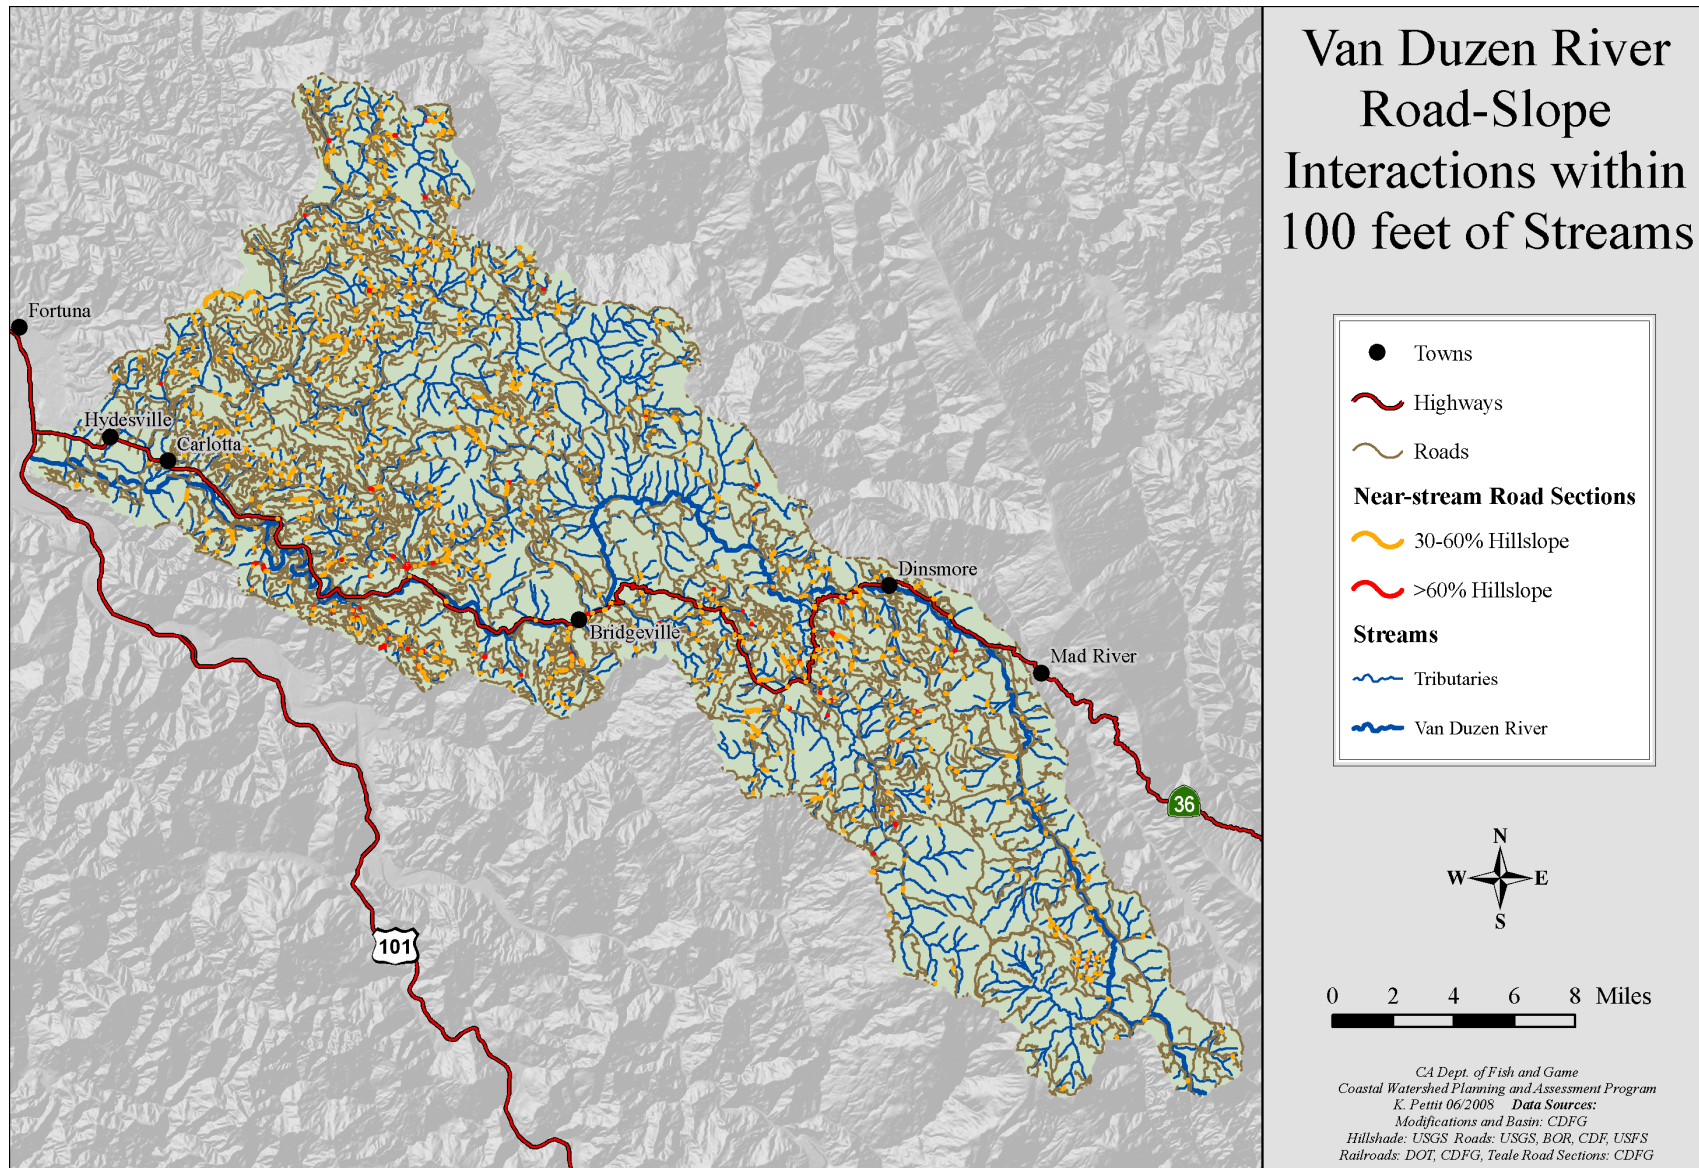 Van Duzen River
Road-Slope
Interactions within
100 feet of Streams
Fortuna
Hydesville
Carlotta
Bridgeville
Dinsmore
Mad River
36
101
Towns
Highways
Roads
Near-stream Road Sections
30-60% Hillslope
>60% Hillslope
Streams
Tributaries
Van Duzen River
N
W E
S
0 2 4 6 8 Miles
CA Dept. of Fish and Game
Coastal Watershed Planning and Assessment Program
K. Pettit 06/2008 Data Sources:
Modifications and Basin: CDFG
Hillshade: USGS Roads: USGS, BOR, CDF, USFS
Railroads: DOT, CDFG, Teale Road Sections: CDFG